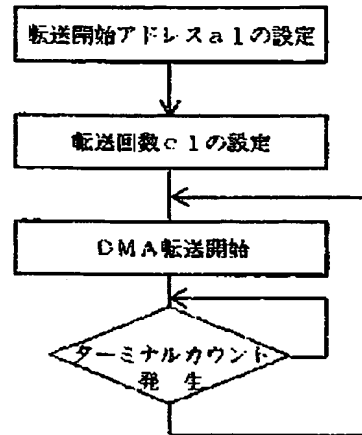 転送開始アドレスａ１の設定
転送回数ｃ１の設定
ＤＭＡ転送開始
ターミナルカウント
発　生